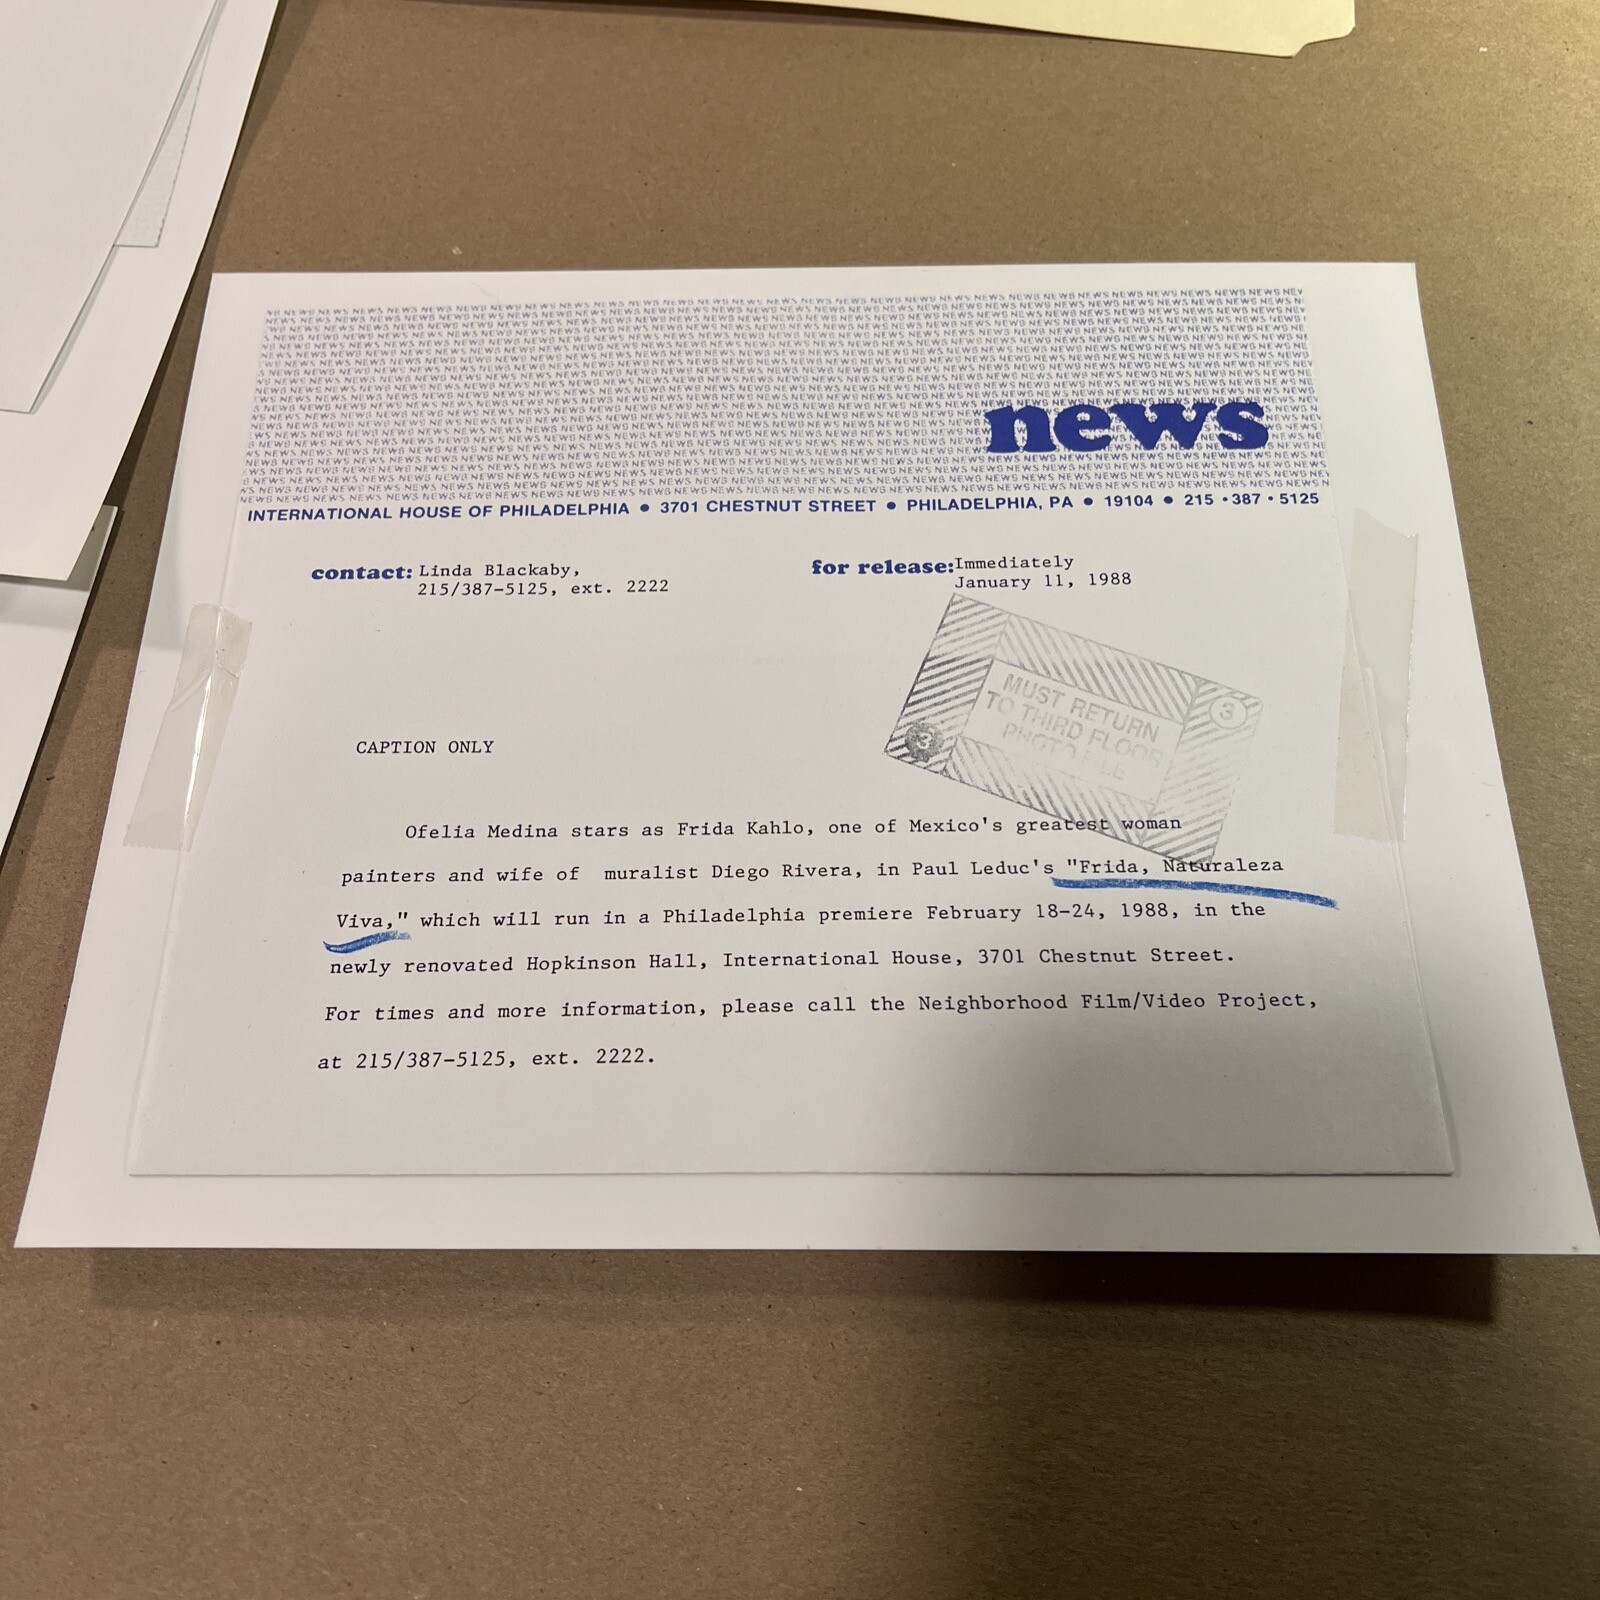 news
INTERNATIONAL HOUSE OF PHILADELPHIA • 3701 CHESTNUT STREET • PHILADELPHIA, PA • 19104 • 215 • 387 • 5125
contact: Linda Blackaby,
215/387-5125, ext. 2222
for release: Immediately
January 11, 1988
MUST RETURN
TO THIRD FLOOR
PHOTO FILE
3
3
CAPTION ONLY
Ofelia Medina stars as Frida Kahlo, one of Mexico's greatest woman
painters and wife of muralist Diego Rivera, in Paul Leduc's "Frida, Naturaleza
Viva," which will run in a Philadelphia premiere February 18-24, 1988, in the
newly renovated Hopkinson Hall, International House, 3701 Chestnut Street.
For times and more information, please call the Neighborhood Film/Video Project,
at 215/387-5125, ext. 2222.